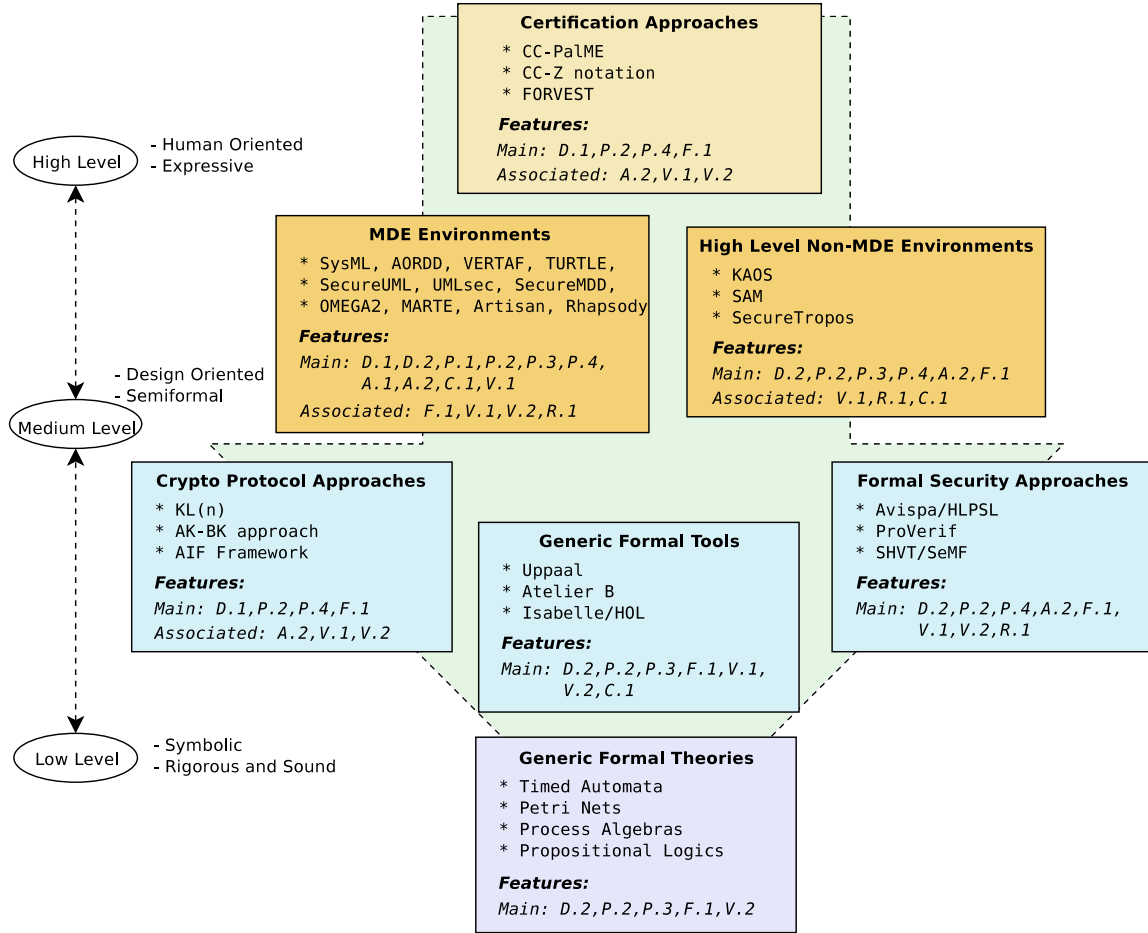 Certification Approaches
* CC-PalME
* CC-Z notation
* FORVEST
Features:
Main: D.1,P.2,P.4,F.1
Associated: A.2,V.1,V.2
High Level
- Human Oriented
- Expressive
MDE Environments
* SysML, AORDD, VERTAF, TURTLE,
* SecureUML, UMLsec, SecureMDD,
* OMEGA2, MARTE, Artisan, Rhapsody
Features:
Main: D.1,D.2,P.1,P.2,P.3,P.4,
A.1,A.2,C.1,V.1
Associated: F.1,V.1,V.2,R.1
High Level Non-MDE Environments
* KAOS
* SAM
* SecureTropos
Features:
Main: D.2,P.2,P.3,P.4,A.2,F.1
Associated: V.1,R.1,C.1
- Design Oriented
- Semiformal
Medium Level
Crypto Protocol Approaches
* KL(n)
* AK-BK approach
* AIF Framework
Features:
Main: D.1,P.2,P.4,F.1
Associated: A.2,V.1,V.2
Generic Formal Tools
* Uppaal
* Atelier B
* Isabelle/HOL
Features:
Main: D.2,P.2,P.3,F.1,V.1,
V.2,C.1
Formal Security Approaches
* Avispa/HLPSL
* ProVerif
* SHVT/SeMF
Features:
Main: D.2,P.2,P.4,A.2,F.1,
V.1,V.2,R.1
Low Level
- Symbolic
- Rigorous and Sound
Generic Formal Theories
* Timed Automata
* Petri Nets
* Process Algebras
* Propositional Logics
Features:
Main: D.2,P.2,P.3,F.1,V.2